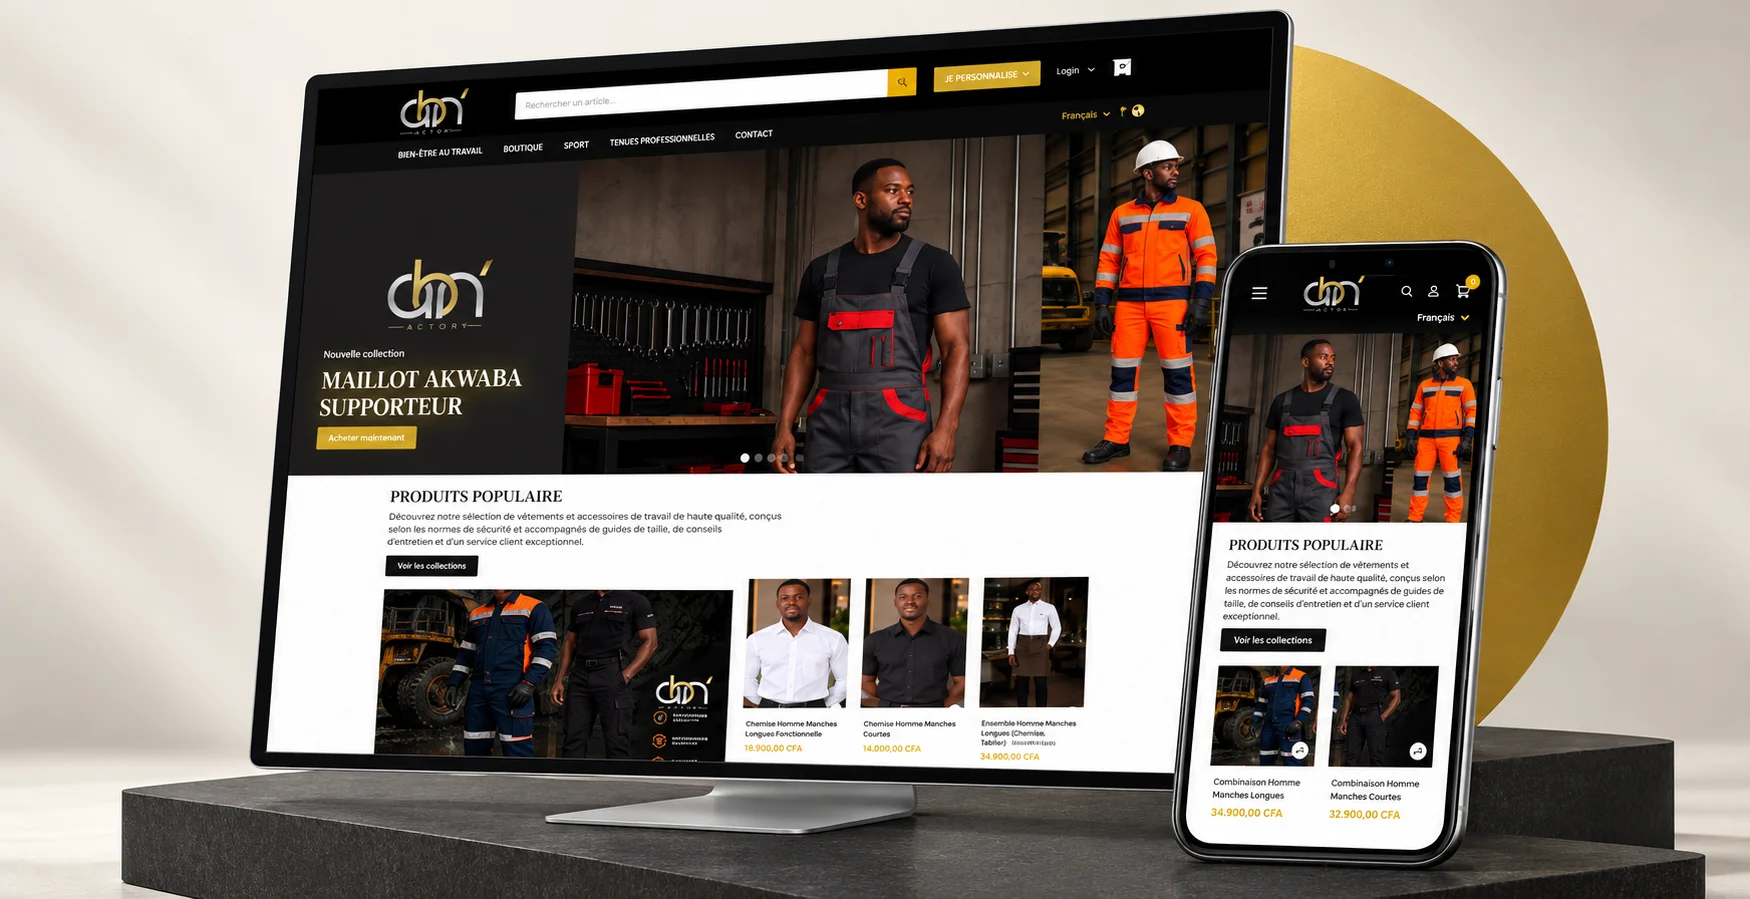 ACTORY
Rechercher un article...
JE PERSONNALISE
Login
Français
BIEN-ÊTRE AU TRAVAIL
BOUTIQUE
SPORT
TENUES PROFESSIONNELLES
CONTACT
ACTORY
Nouvelle collection
MAILLOT AKWABA
SUPPORTEUR
Acheter maintenant
PRODUITS POPULAIRE
Découvrez notre sélection de vêtements et accessoires de travail de haute qualité, conçus
selon les normes de sécurité et accompagnés de guides de taille, de conseils
d'entretien et d'un service client exceptionnel.
Voir les collections
Chemise Homme Manches
Longues Fonctionnelle
18.900,00 CFA
Chemise Homme Manches
Courtes
14.000,00 CFA
Ensemble Homme Manches
Longues (Chemise,
Tablier)
34.900,00 CFA
ACTORY
0
Français
PRODUITS POPULAIRE
Découvrez notre sélection de vêtements et
accessoires de travail de haute qualité, conçus selon
les normes de sécurité et accompagnés de guides de
taille, de conseils d'entretien et d'un service client
exceptionnel.
Voir les collections
Combinaison Homme
Manches Longues
34.900,00 CFA
Combinaison Homme
Manches Courtes
32.900,00 CFA